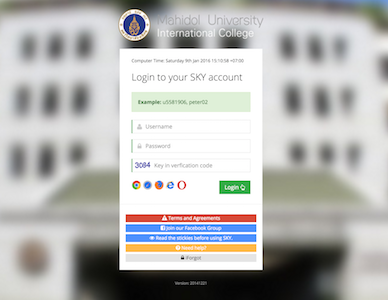 Mahidol University
International College
Computer Time: Saturday 9th Jan 2016 15:10:58 +07:00
Login to your SKY account
Example: u5581906, peter02
Username
Password
3084 Key in verfication code
Login
Terms and Agreements
Join our Facebook Group
Read the stickies before using SKY.
Need help?
iForgot
Version: 20141201